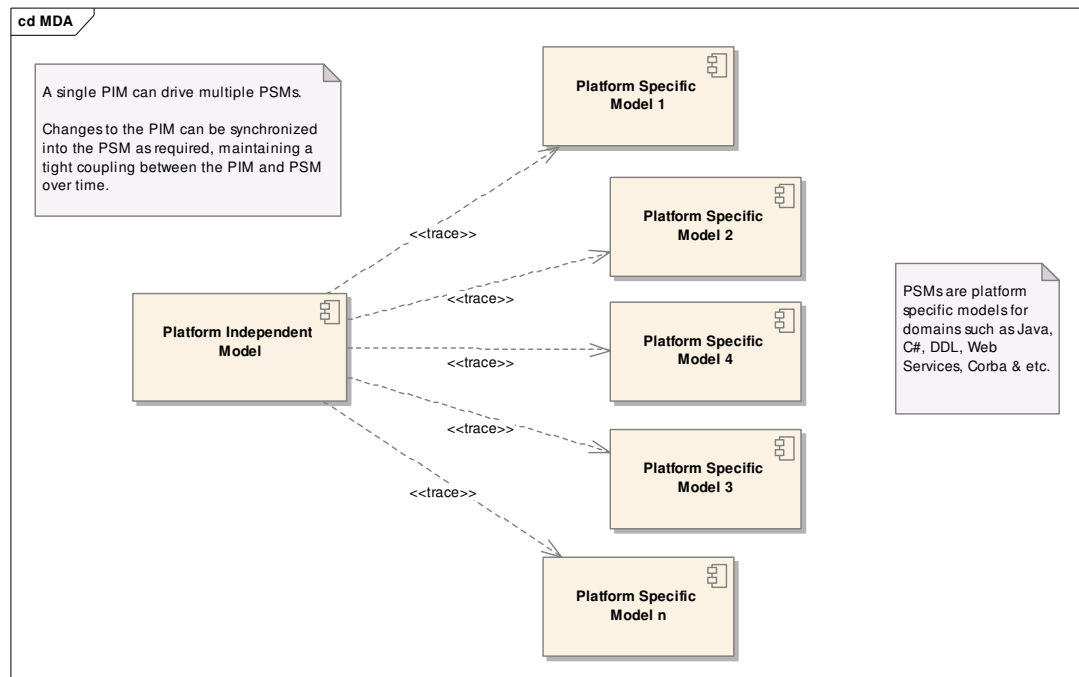 cd MDA
A single PIM can drive multiple PSMs.
Changes to the PIM can be synchronized
into the PSM as required, maintaining a
tight coupling between the PIM and PSM
over time.
Platform Specific
Model 1
<<trace>>
Platform Specific
Model 2
<<trace>>
Platform Independent
Model
Platform Specific
Model 4
<<trace>>
PSMs are platform
specific models for
domains such as Java,
C#, DDL, Web
Services, Corba & etc.
<<trace>>
Platform Specific
Model 3
<<trace>>
Platform Specific
Model n